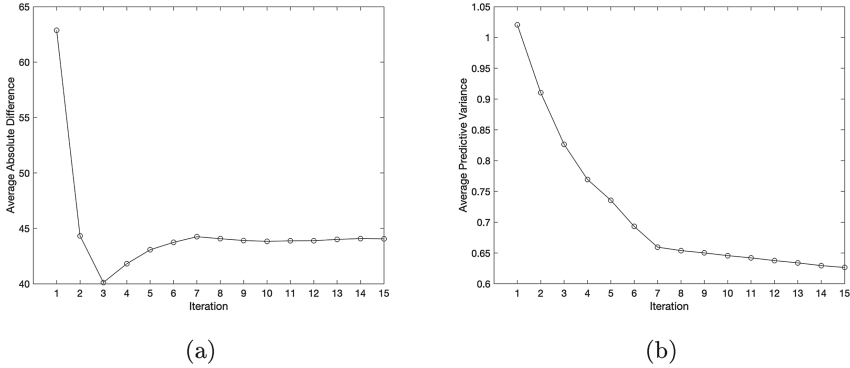 65
60
55
50
45
40
Average Absolute Difference
1 2 3 4 5 6 7 8 9 10 11 12 13 14 15
Iteration
(a)
1.05
1
0.95
0.9
0.85
0.8
0.75
0.7
0.65
0.6
Average Predictive Variance
1 2 3 4 5 6 7 8 9 10 11 12 13 14 15
Iteration
(b)